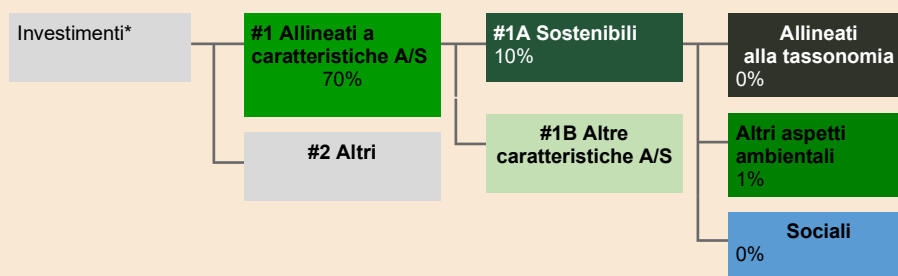 Investimenti*
#1 Allineati a
caratteristiche A/S
70%
#2 Altri
#1A Sostenibili
10%
#1B Altre
caratteristiche A/S
Allineati
alla tassonomia
0%
Altri aspetti
ambientali
1%
Sociali
0%